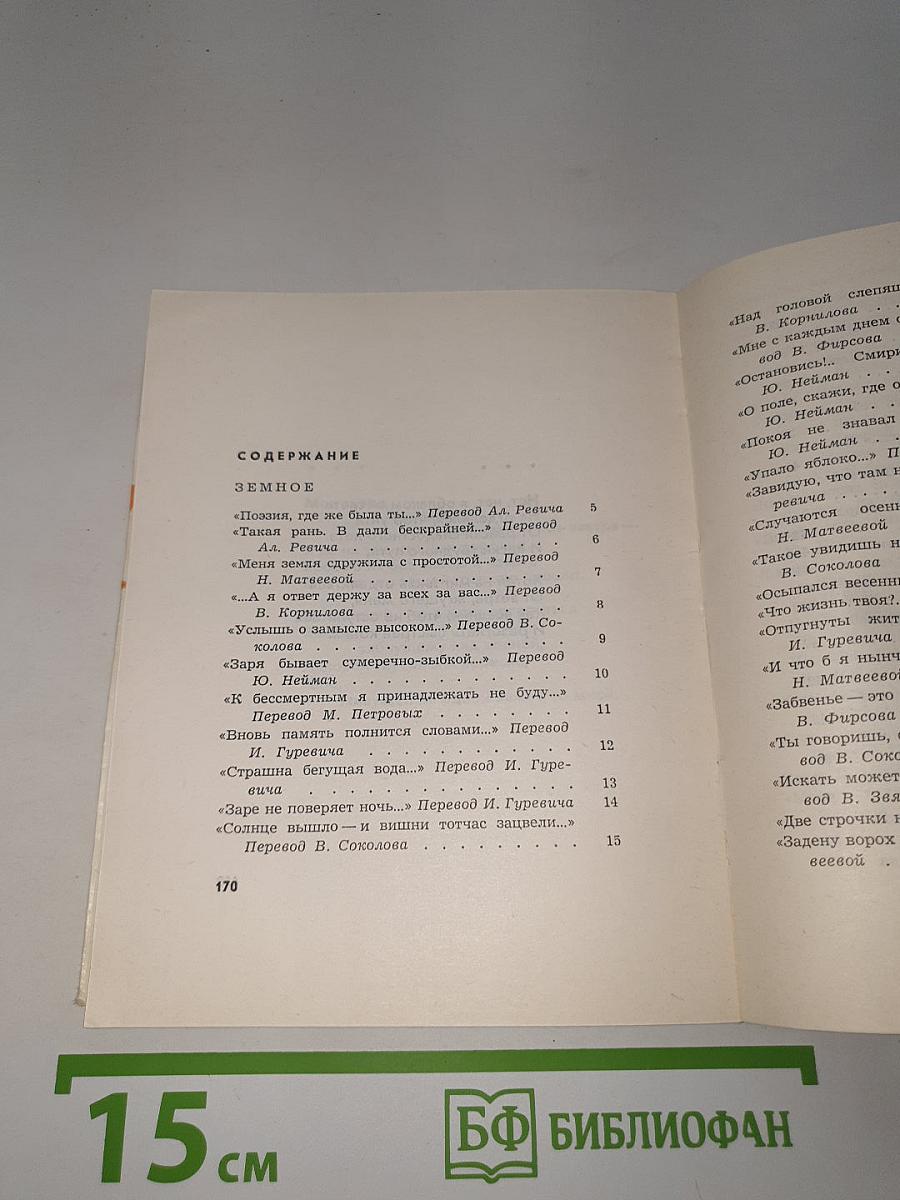 СОДЕРЖАНИЕ
ЗЕМНОЕ
«Поэзия, где же была ты...» Перевод Ал. Ревича 5
«Такая рань. В дали бескрайней...» Перевод
Ал. Ревича . . . . . . . . . . . . . 6
«Меня земля сдружила с простотой...» Перевод
Н. Матвеевой . . . . . . . . . . . . 7
«...А я ответ держу за всех за вас...» Перевод
В. Корнилова . . . . . . . . . . . . 8
«Услышь о замысле высоком...» Перевод В. Со-
колова . . . . . . . . . . . . . . 9
«Заря бывает сумеречно-зыбкой...» Перевод
Ю. Нейман . . . . . . . . . . . . . 10
«К бессмертным я принадлежать не буду...»
Перевод М. Петровых . . . . . . . . 11
«Вновь память полнится словами...» Перевод
И. Гуревича . . . . . . . . . . . . 12
«Страшна бегущая вода...» Перевод И. Гуре-
вича . . . . . . . . . . . . . . . 13
«Заре не поверяет ночь...» Перевод И. Гуревича 14
«Солнце вышло — и вишни тотчас зацвели...»
Перевод В. Соколова . . . . . . . . . 15
170
«Над головой слепящ
В. Корнилова . .
«Мне с каждым днем
вод В. Фирсова
«Остановись!.. Смири
Ю. Нейман . .
«О поле, скажи, где о
Ю. Нейман . .
«Покоя не знавал
Ю. Нейман . .
«Упало яблоко...» П
«Завидую, что там н
ревича . . . .
«Случаются осенн
Н. Матвеевой
«Такое увидишь н
В. Соколова
«Осыпался весенни
«Что жизнь твоя?.
«Отпугнуты жит
И. Гуревича
«И что б я нынч
Н. Матвеевой
«Забвенье — это
В. Фирсова
«Ты говоришь,
вод В. Соко
«Искать может
вод В. Звя
«Две строчки н
«Задену ворох
веевой .
15 см
БФ БИБЛИОФАН